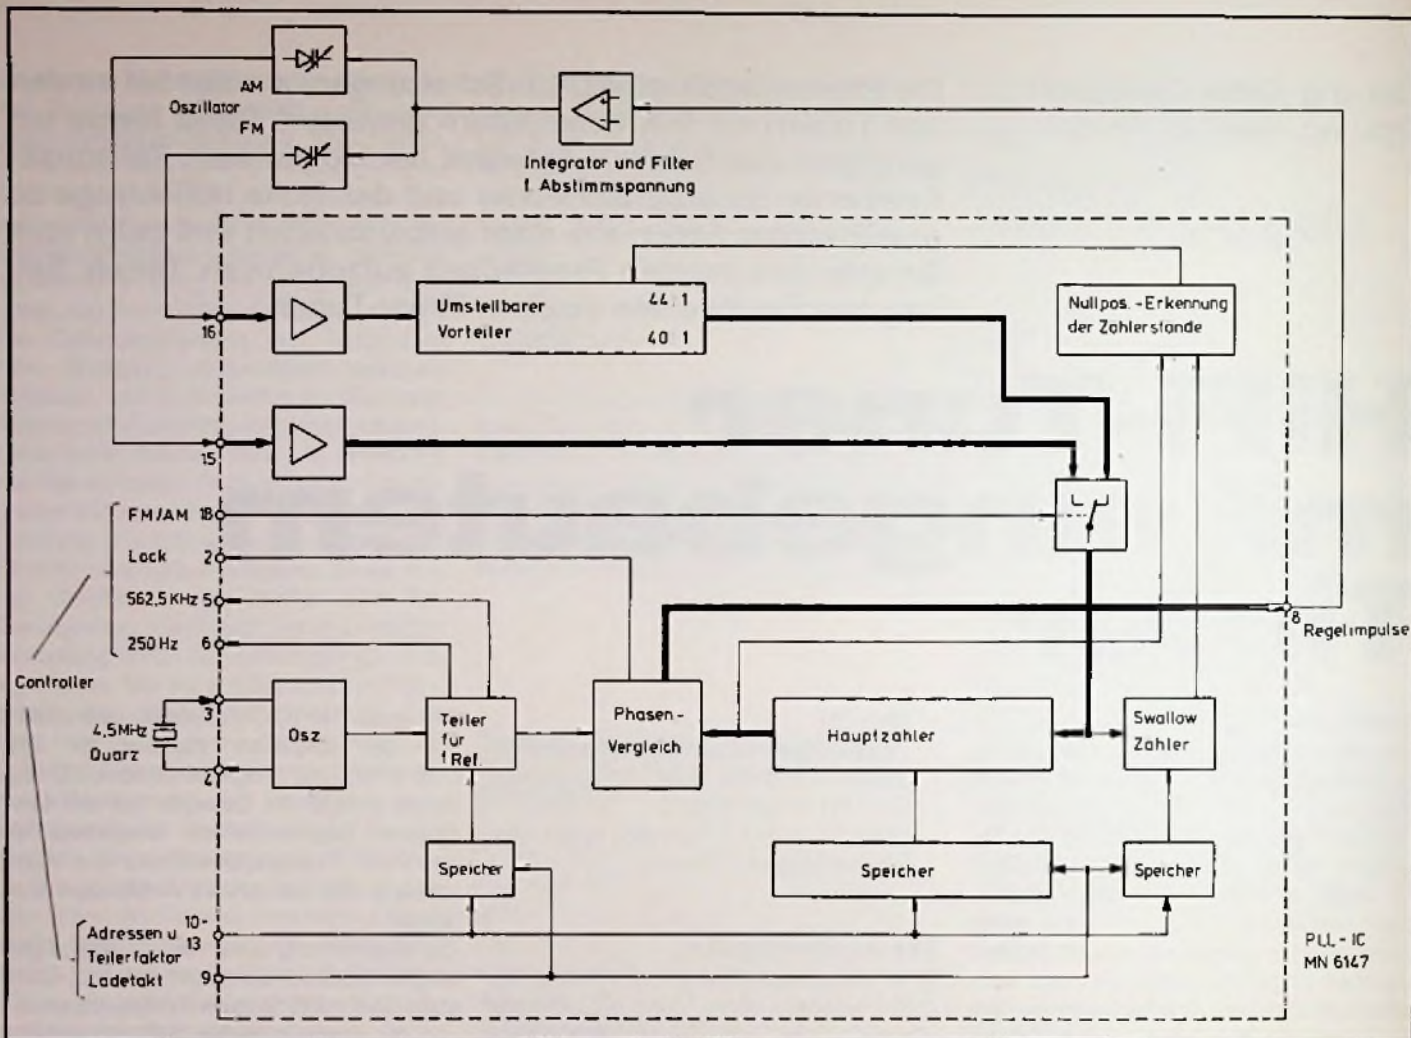 AM
Oszillator
FM
Integrator und Filter
f. Abstimmspannung
16
Umstellbarer
Vorteiler
44:1
40:1
Nullpos.-Erkennung
der Zählerstände
15
FM/AM 18
Lock 2
562,5 KHz 5
250 Hz 6
8
Regelimpulse
Controller
3
4,5MHz
Quarz
4
Osz.
Teiler
für
f Ref.
Phasen-
Vergleich
Hauptzähler
Swallow
Zähler
Speicher
Speicher
Speicher
Adressen u
Teilerfaktor
Ladetakt
10-
13
9
PLL-IC
MN 6147